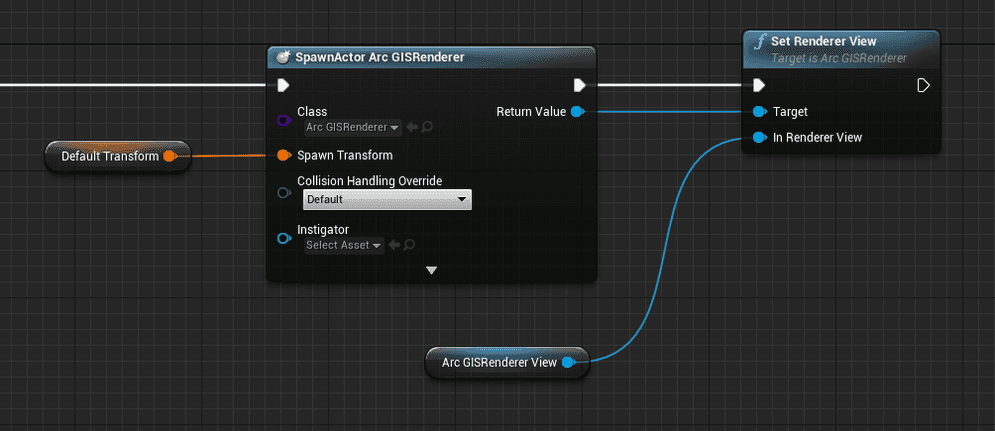 SpawnActor Arc GISRenderer
Class
Arc GISRenderer
Return Value
Default Transform
Spawn Transform
Collision Handling Override
Default
Instigator
Select Asset
Set Renderer View
Target is Arc GISRenderer
Target
In Renderer View
Arc GISRenderer View